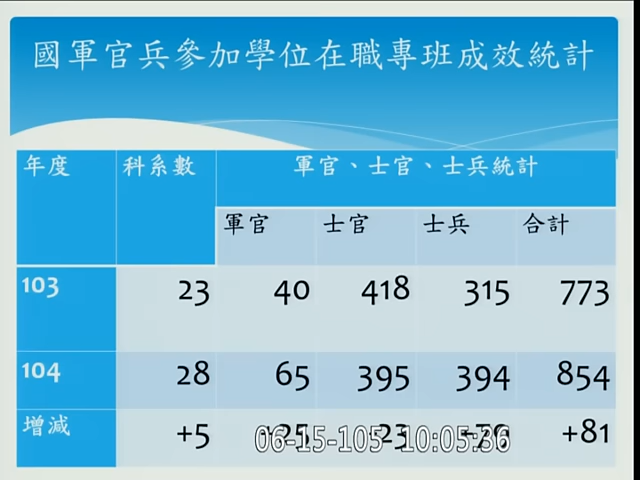 國軍官兵參加學位在職專班成效統計
年度 科系數 軍官、士官、士兵統計
軍官 士官 士兵 合計
103 23 40 418 315 773
104 28 65 395 394 854
增減 +5 +25 -23 +79 +81
06-15-105 10:05:36